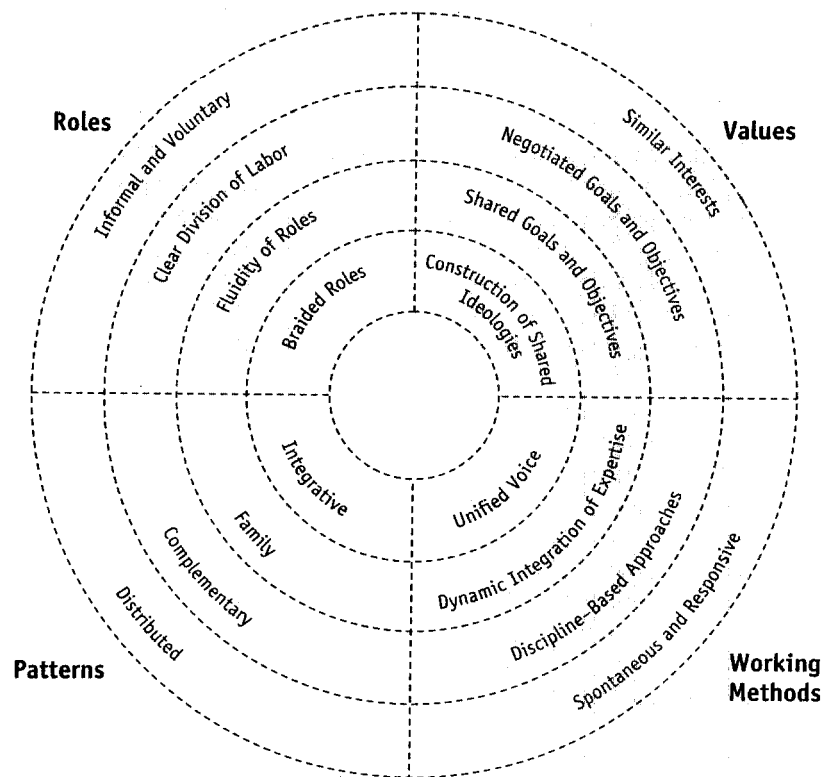 Roles
Informal and Voluntary
Clear Division of Labor
Fluidity of Roles
Braided Roles
Values
Similar Interests
Negotiated Goals and Objectives
Shared Goals and Objectives
Construction of Shared
Ideologies
Patterns
Integrative
Family
Complementary
Distributed
Working
Methods
Unified Voice
Dynamic Integration of Expertise
Discipline-Based Approaches
Spontaneous and Responsive